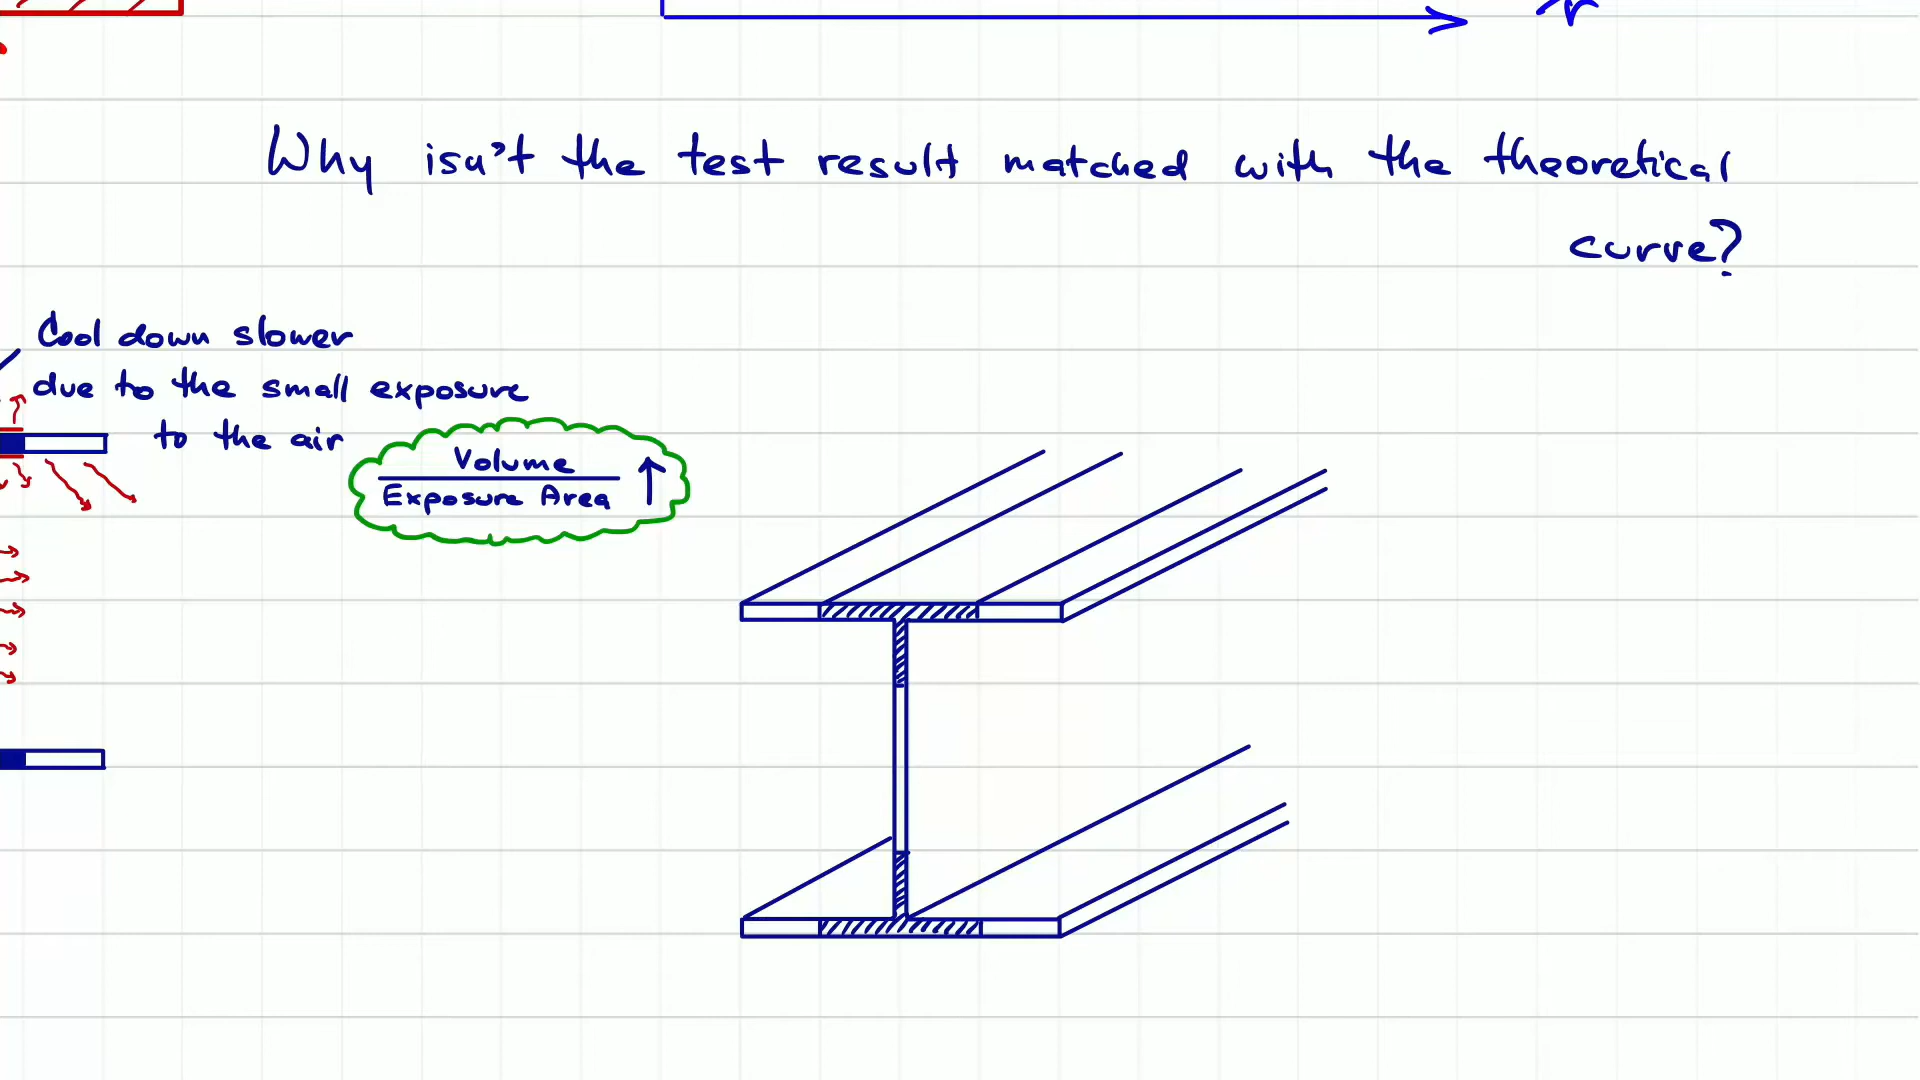 Why isn't the test result matched with the theoretical
curve?
Cool down slower
due to the small exposure
to the air
Volume
Exposure Area